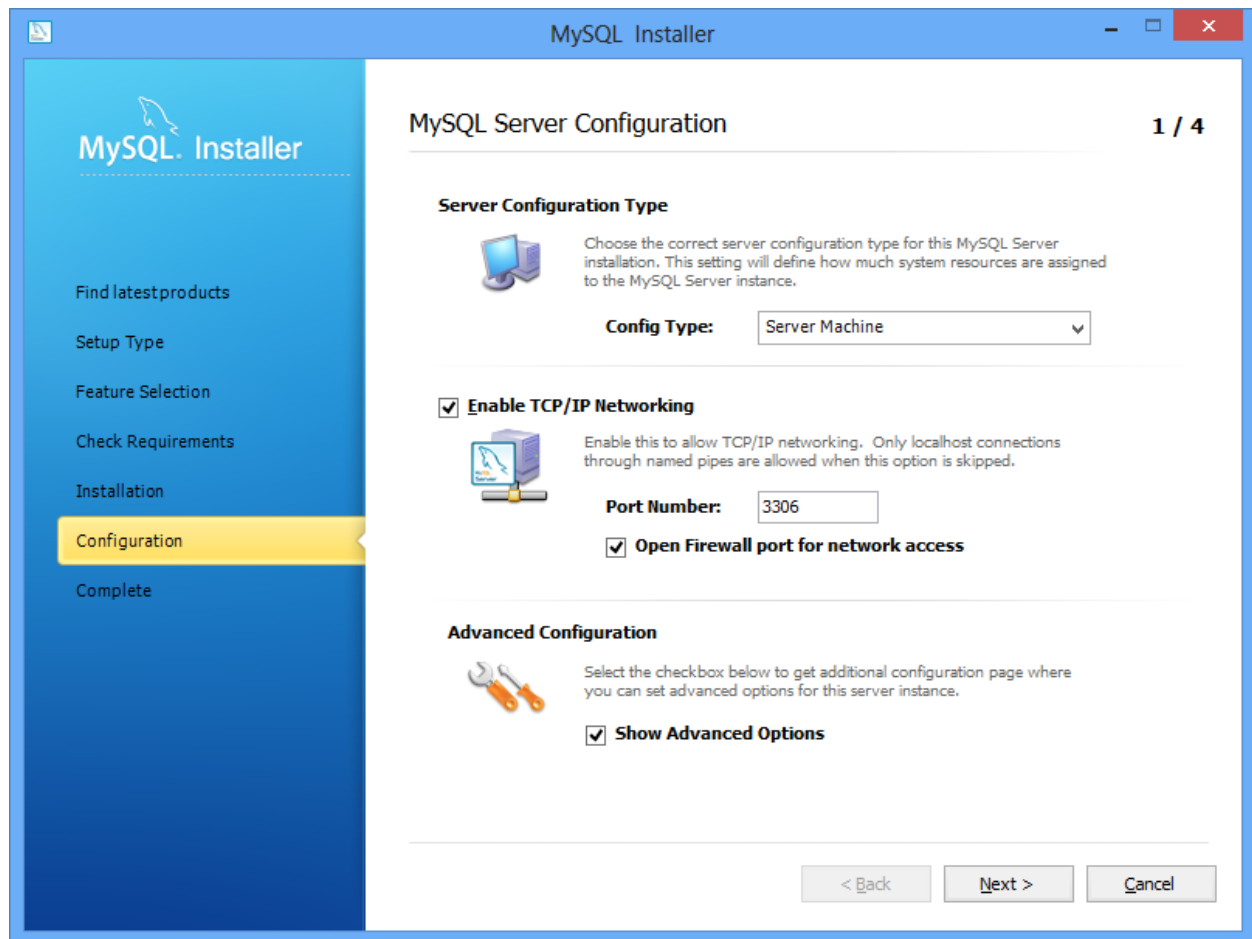 MySQL Installer
MySQL. Installer
Find latest products
Setup Type
Feature Selection
Check Requirements
Installation
Configuration
Complete
MySQL Server Configuration
1 / 4
Server Configuration Type
Choose the correct server configuration type for this MySQL Server
installation. This setting will define how much system resources are assigned
to the MySQL Server instance.
Config Type:
Server Machine
Enable TCP/IP Networking
Enable this to allow TCP/IP networking. Only localhost connections
through named pipes are allowed when this option is skipped.
MySQL
Server
Port Number:
3306
Open Firewall port for network access
Advanced Configuration
Select the checkbox below to get additional configuration page where
you can set advanced options for this server instance.
Show Advanced Options
< Back
Next >
Cancel